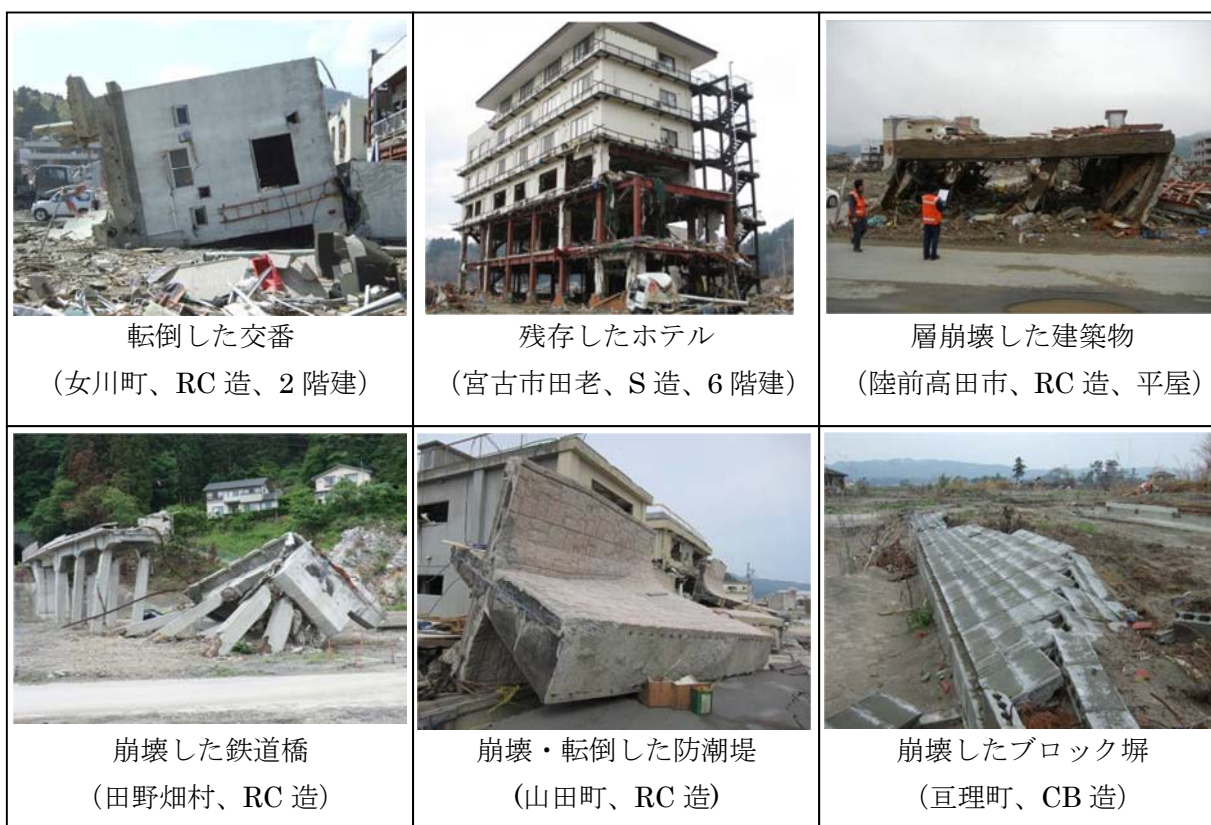 転倒した交番
（女川町、RC 造、2 階建）
残存したホテル
（宮古市田老、S 造、6 階建）
層崩壊した建築物
（陸前高田市、RC 造、平屋）
崩壊した鉄道橋
（田野畑村、RC 造）
崩壊・転倒した防潮堤
(山田町、RC 造)
崩壊したブロック塀
（亘理町、CB 造）